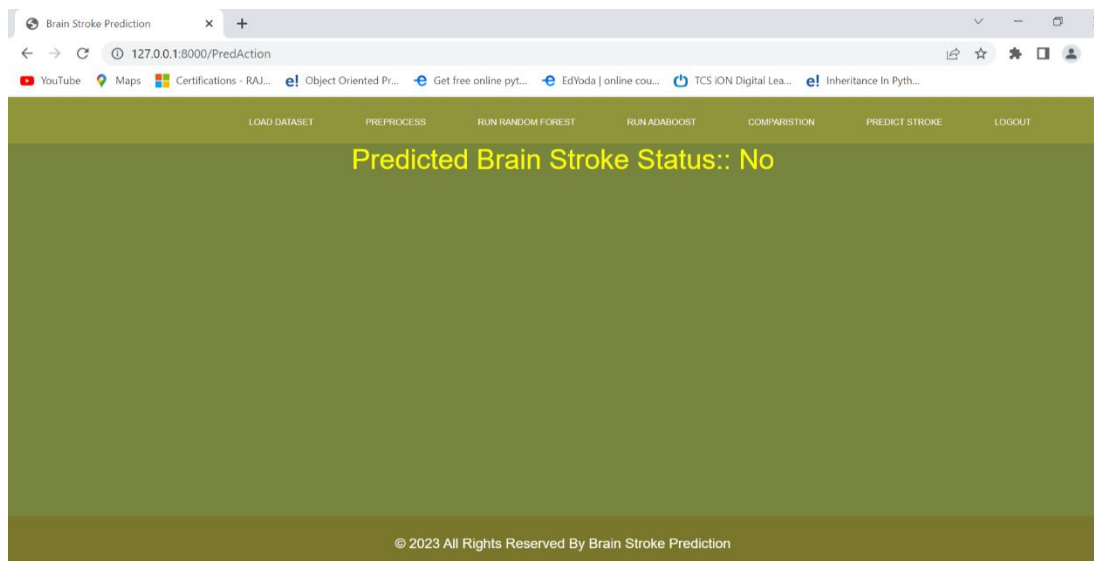 Brain Stroke Prediction
127.0.0.1:8000/PredAction
YouTube Maps Certifications - RAJ... Object Oriented Pr... Get free online pyt... EdYoda | online cou... TCS iON Digital Lea... Inheritance In Pyth...
LOAD DATASET PREPROCESS RUN RANDOM FOREST RUN ADABOOST COMPARISTION PREDICT STROKE LOGOUT
Predicted Brain Stroke Status:: No
© 2023 All Rights Reserved By Brain Stroke Prediction